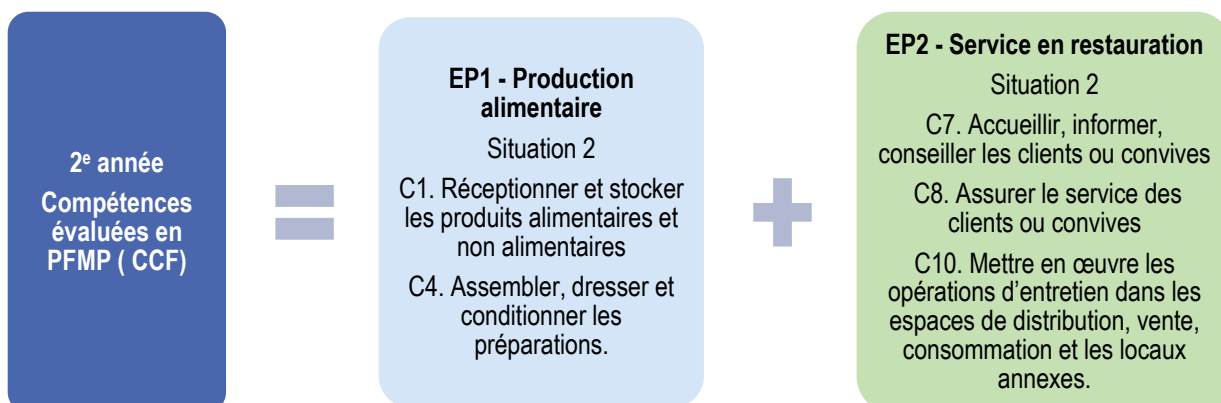 2e année
Compétences
évaluées en
PFMP ( CCF)
=
EP1 - Production
alimentaire
Situation 2
C1. Réceptionner et stocker
les produits alimentaires et
non alimentaires
C4. Assembler, dresser et
conditionner les
préparations.
+
EP2 - Service en restauration
Situation 2
C7. Accueillir, informer,
conseiller les clients ou convives
C8. Assurer le service des
clients ou convives
C10. Mettre en œuvre les
opérations d’entretien dans les
espaces de distribution, vente,
consommation et les locaux
annexes.